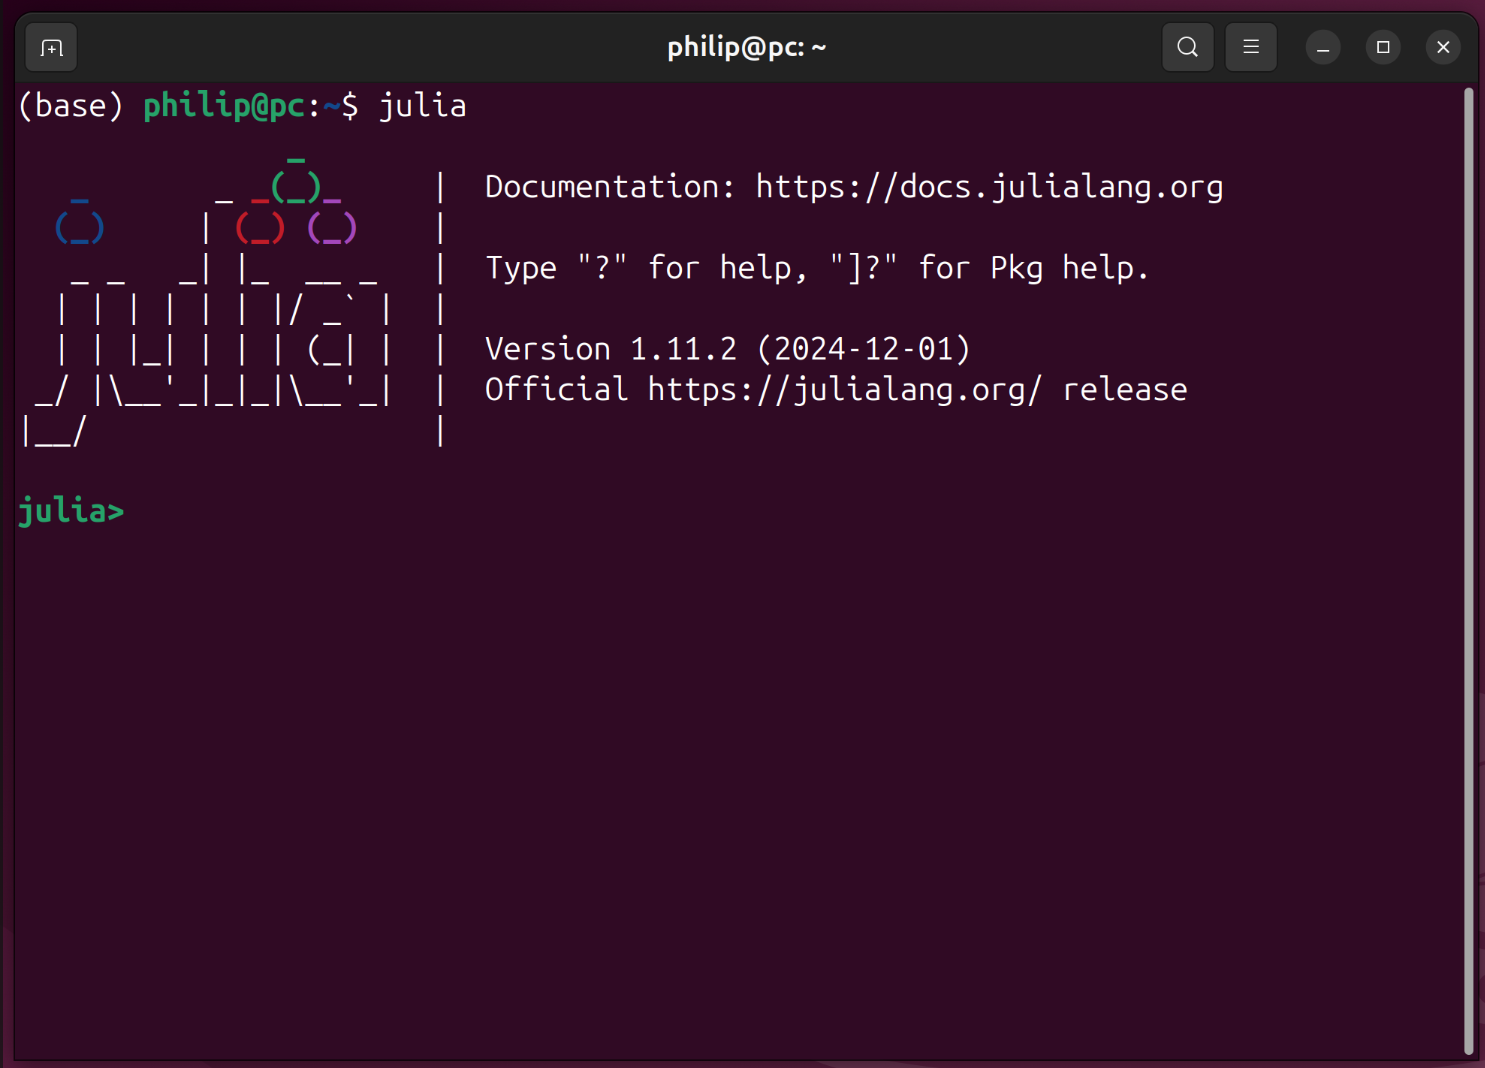 philip@pc: ~
(base) philip@pc:~$ julia
               _
   _       _ _(_)_     |  Documentation: https://docs.julialang.org
  (_)     | (_) (_)    |
   _ _   _| |_  __ _   |  Type "?" for help, "]?" for Pkg help.
  | | | | | | |/ _` |  |
  | | |_| | | | (_| |  |  Version 1.11.2 (2024-12-01)
 _/ |\__'_|_|_|\__'_|  |  Official https://julialang.org/ release
|__/                   |
julia>